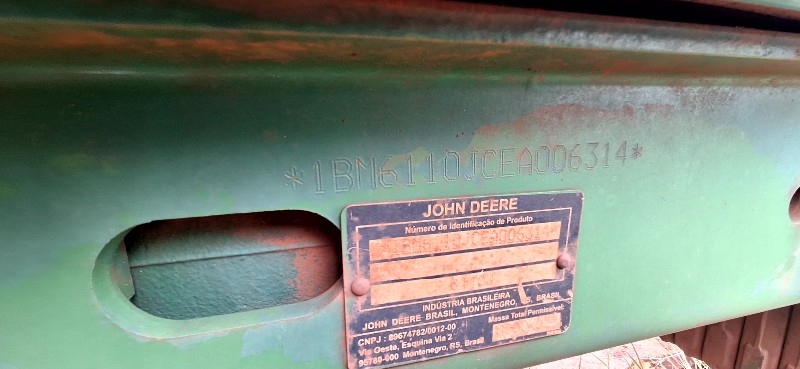 *1BM6110JCEA006314*
JOHN DEERE
Número de Identificação de Produto
INDÚSTRIA BRASILEIRA
JOHN DEERE BRASIL, MONTENEGRO, RS, BRASIL
CNPJ : 89674782/0012-00 Massa Total Permissível:
Via Oeste, Esquina Via 2
95780-000 Montenegro, RS, Brasil